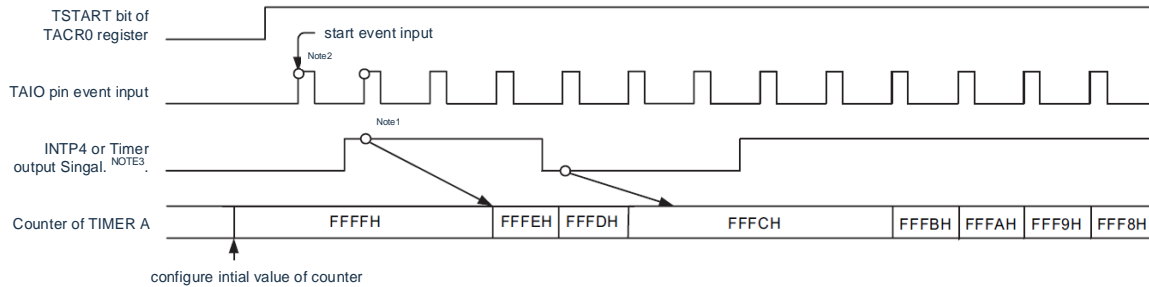 TSTART bit of
TACR0 register
start event input
Note2
TAIO pin event input
Note1
INTP4 or Timer
output Singal. NOTE3.
Counter of TIMER A
FFFFH
FFFEH
FFFDH
FFFCH
FFFBH
FFFAH
FFF9H
FFF8H
configure intial value of counter